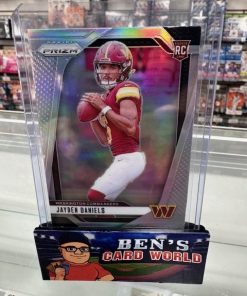 PRIZM
RC
WASHINGTON COMMANDERS
JAYDEN DANIELS
W
BEN'S
CARD WORLD